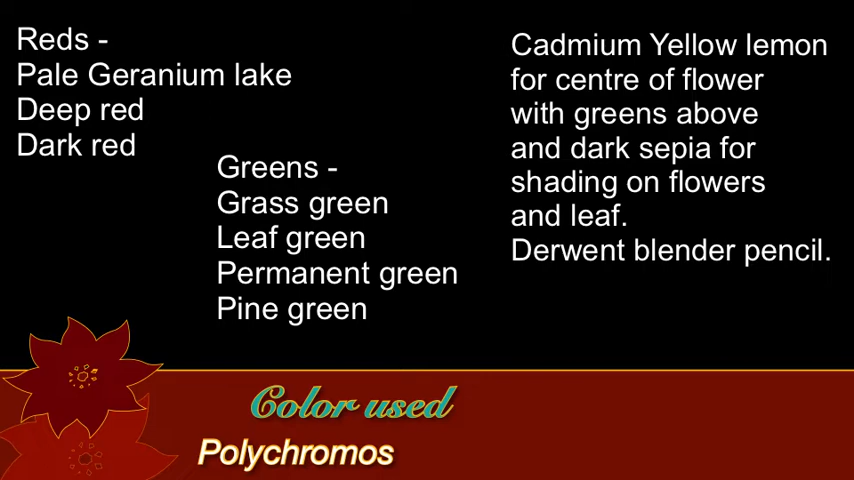 Reds -
Pale Geranium lake
Deep red
Dark red
Greens -
Grass green
Leaf green
Permanent green
Pine green
Cadmium Yellow lemon
for centre of flower
with greens above
and dark sepia for
shading on flowers
and leaf.
Derwent blender pencil.
Color used
Polychromos